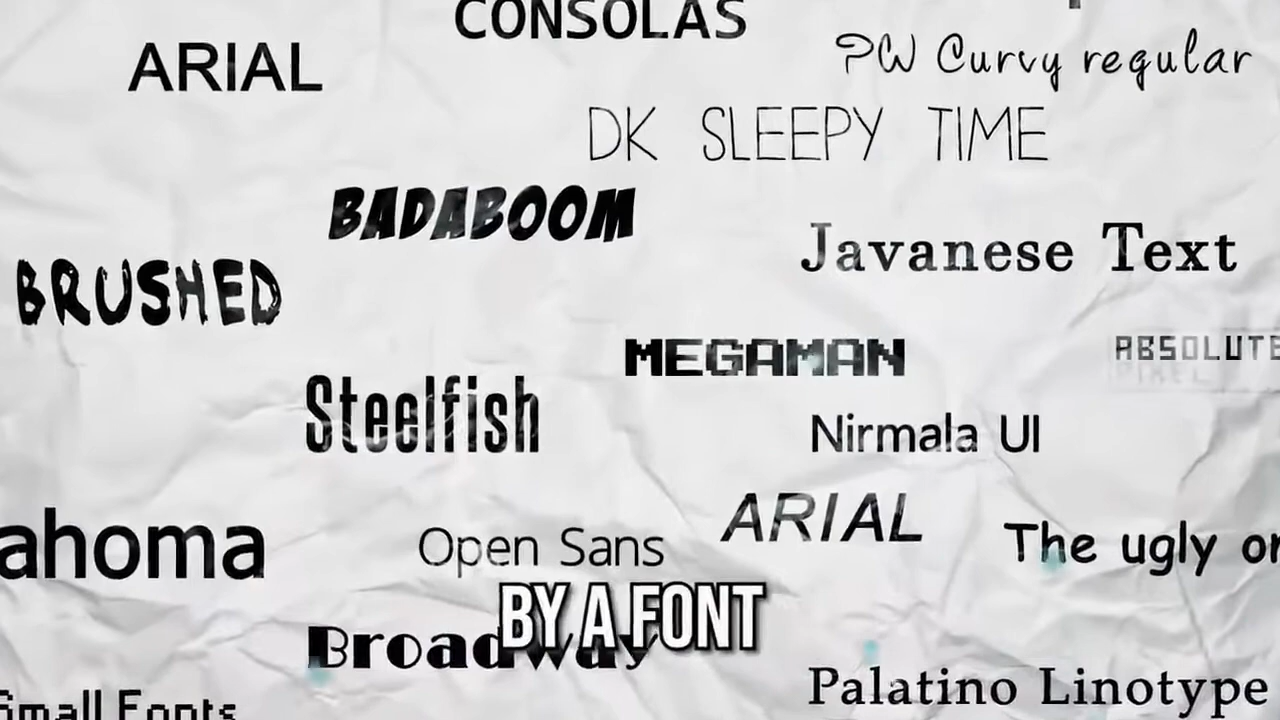 CONSOLAS
ARIAL
PW Curvy regular
DK SLEEPY TIME
BADABOOM
Javanese Text
BRUSHED
MEGAMAN
ABSOLUTE
PIXEL
Steelfish
Nirmala UI
ARIAL
ahoma
Open Sans
The ugly on
BY A FONT
Broadway
Palatino Linotype
Small Fonts